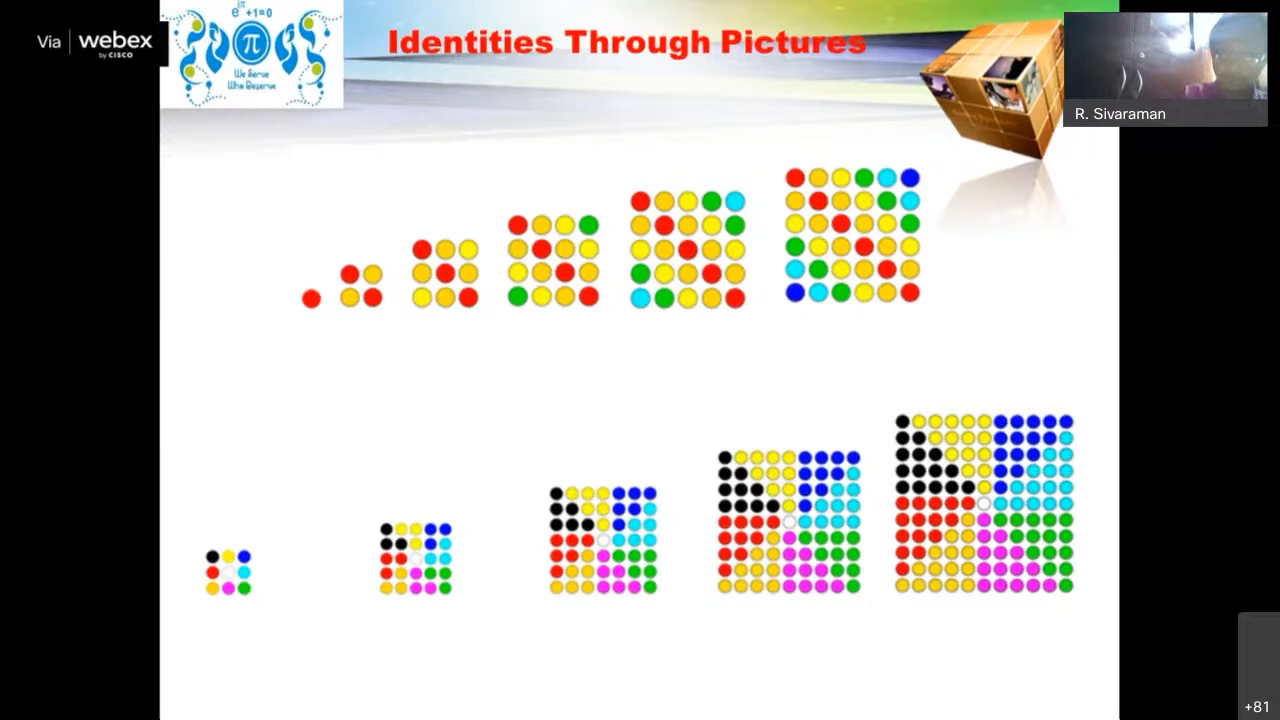 Via webex
by CISCO
e^iπ +1=0
π
We Serve
Who Deserve
Identities Through Pictures
R. Sivaraman
+81